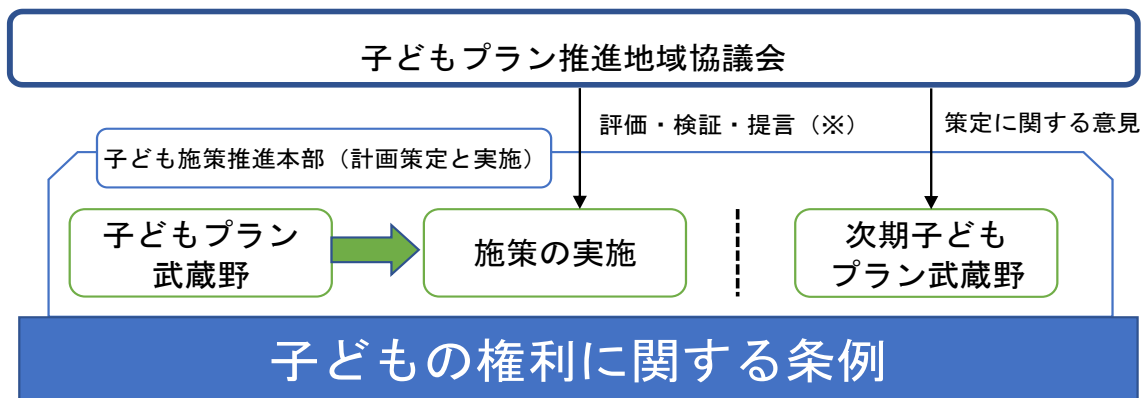 子どもプラン推進地域協議会
評価・検証・提言（※）
策定に関する意見
子ども施策推進本部（計画策定と実施）
子どもプラン
武蔵野
施策の実施
次期子ども
プラン武蔵野
子どもの権利に関する条例